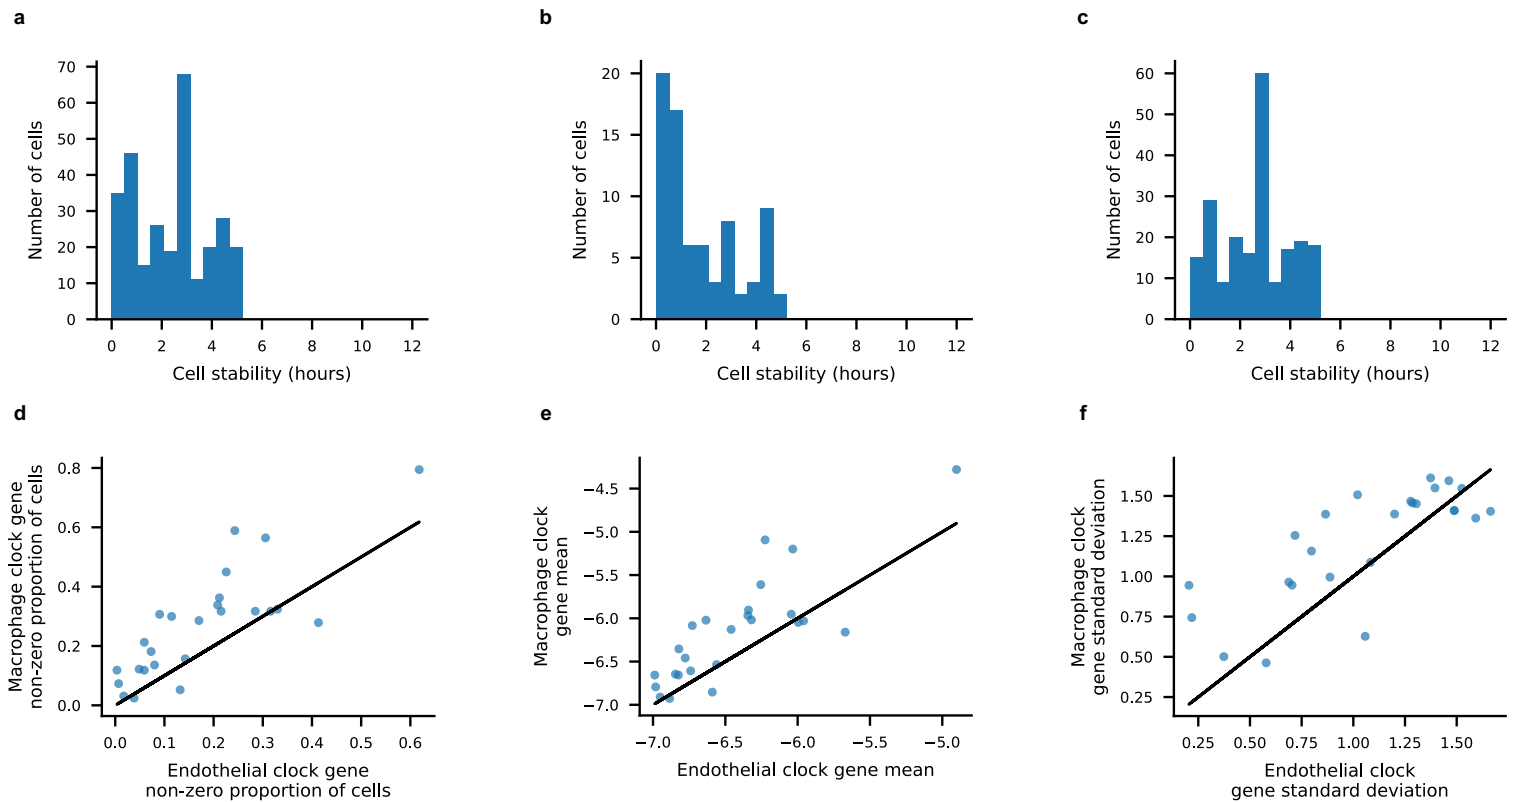 a
70
60
50
40
30
20
10
0
Number of cells
0 2 4 6 8 10 12
Cell stability (hours)
b
20
15
10
5
0
Number of cells
0 2 4 6 8 10 12
Cell stability (hours)
c
60
50
40
30
20
10
0
Number of cells
0 2 4 6 8 10 12
Cell stability (hours)
d
0.8
0.6
0.4
0.2
0.0
Macrophage clock gene
non-zero proportion of cells
0.0 0.1 0.2 0.3 0.4 0.5 0.6
Endothelial clock gene
non-zero proportion of cells
e
−4.5
−5.0
−5.5
−6.0
−6.5
−7.0
Macrophage clock
gene mean
−7.0 −6.5 −6.0 −5.5 −5.0
Endothelial clock gene mean
f
1.50
1.25
1.00
0.75
0.50
0.25
Macrophage clock
gene standard deviation
0.25 0.50 0.75 1.00 1.25 1.50
Endothelial clock
gene standard deviation